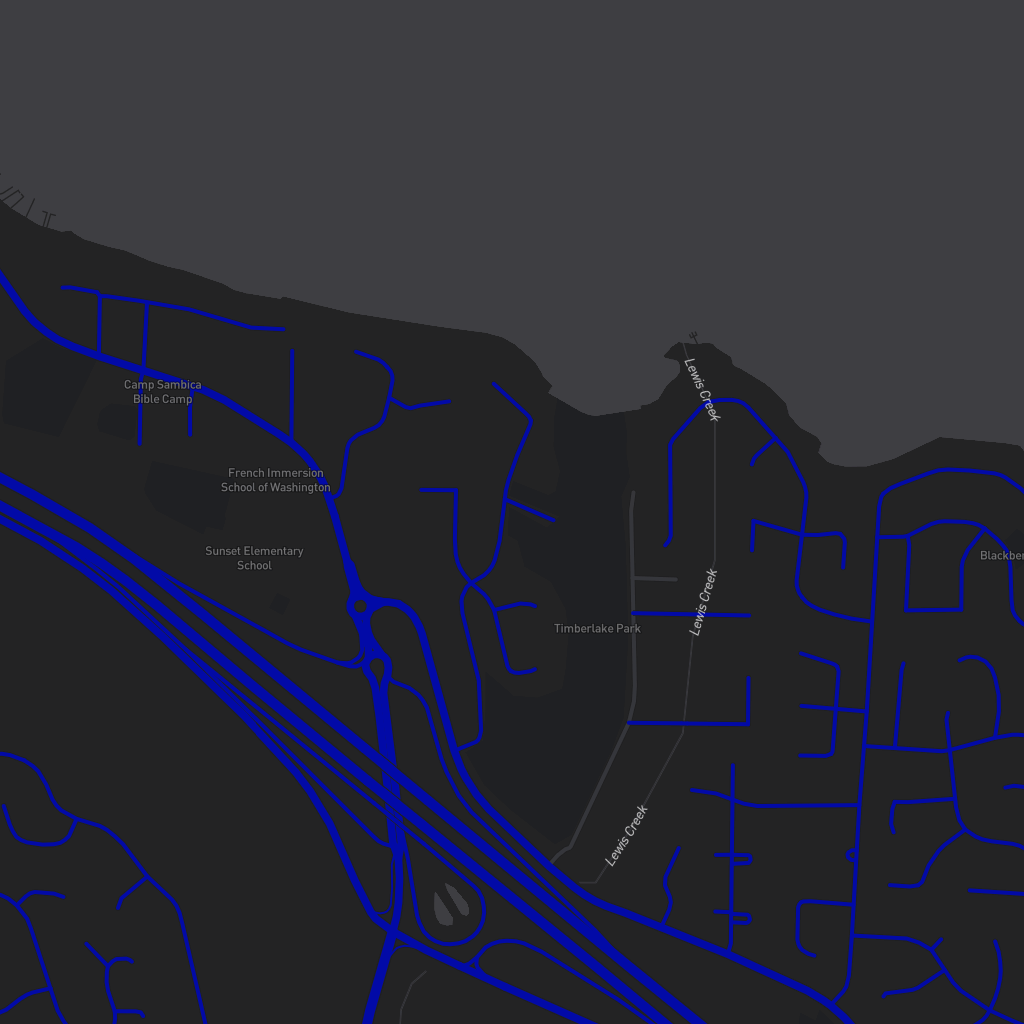 Camp Sambica
Bible Camp
Lewis Creek
French Immersion
School of Washington
Sunset Elementary
School
Blackber
Lewis Creek
Timberlake Park
Lewis Creek